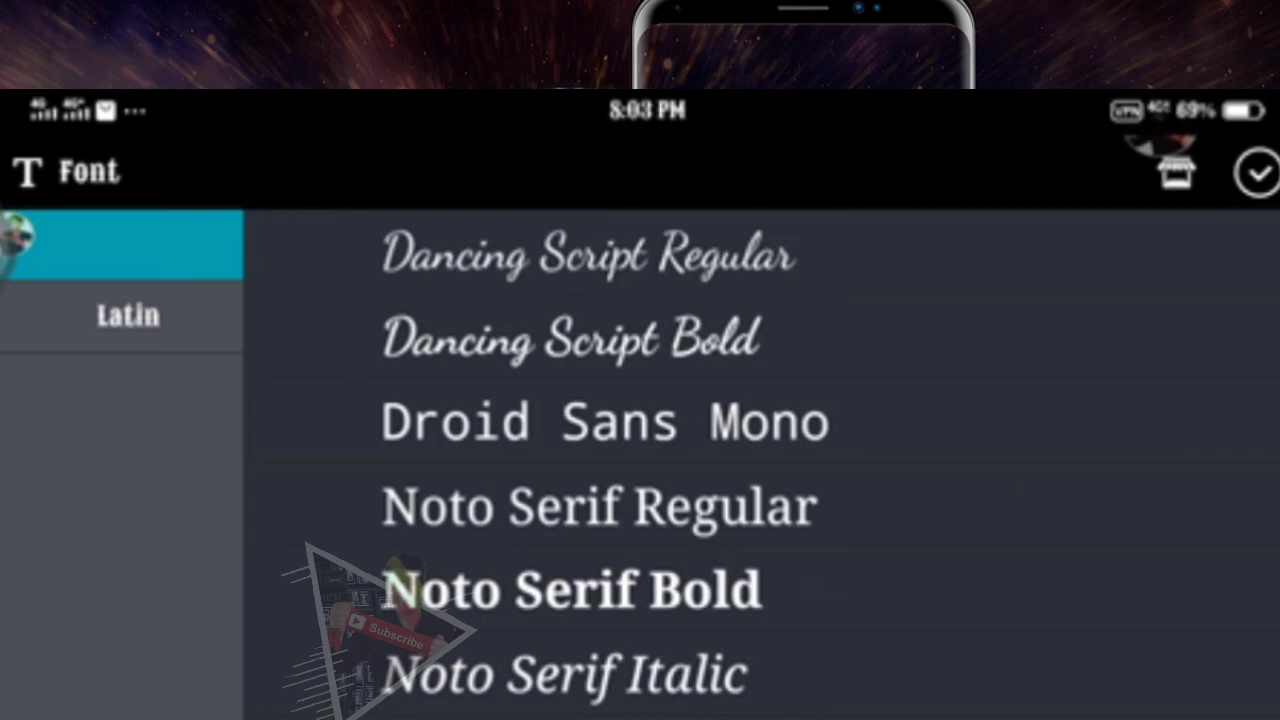 8:03 PM
VPN 69%
Font
Latin
Dancing Script Regular
Dancing Script Bold
Droid Sans Mono
Noto Serif Regular
Noto Serif Bold
Subscribe
Noto Serif Italic